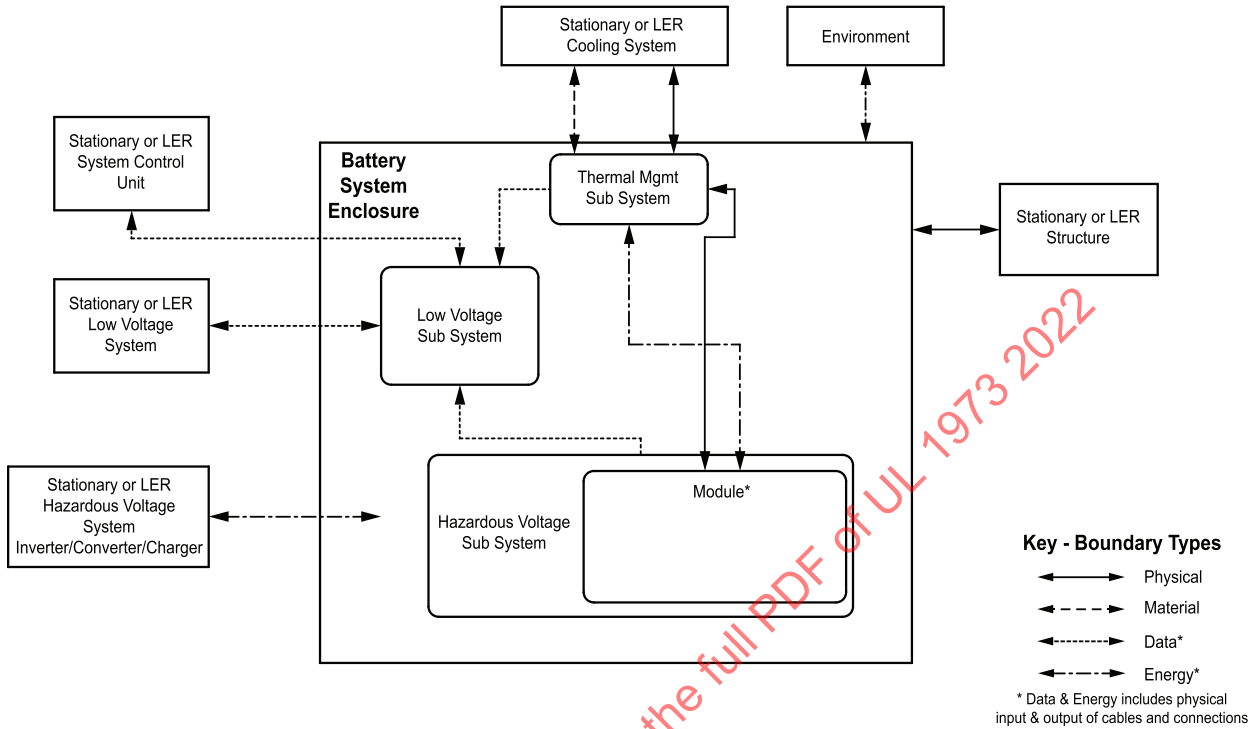 Stationary or LER
Cooling System
Environment
Stationary or LER
System Control
Unit
Battery
System
Enclosure
Thermal Mgmt
Sub System
Stationary or LER
Structure
Stationary or LER
Low Voltage
System
Low Voltage
Sub System
Stationary or LER
Hazardous Voltage
System
Inverter/Converter/Charger
Hazardous Voltage
Sub System
Module*
Key - Boundary Types
Physical
Material
Data*
Energy*
* Data & Energy includes physical
input & output of cables and connections
the full PDF of UL 1973 2022